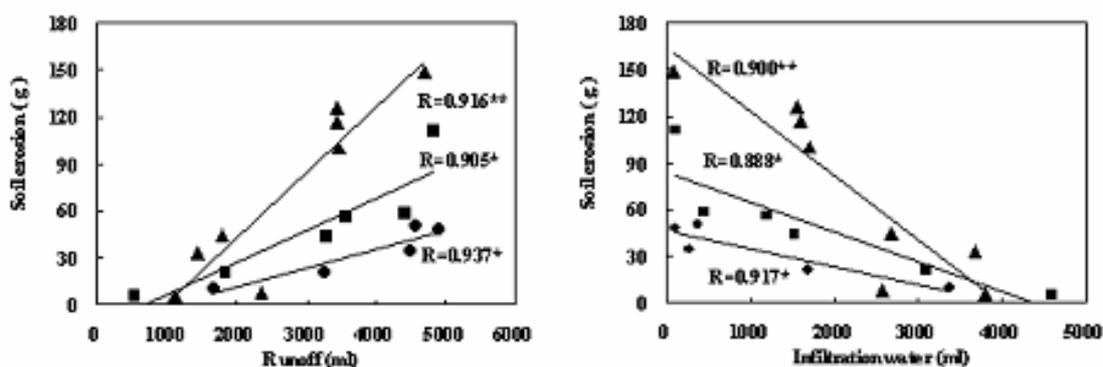 180
150
120
90
60
30
0
Soil erosion ( g )
R=0.916**
R=0.905*
R=0.937*
0 1000 2000 3000 4000 5000 6000
Runoff (ml)
180
150
120
90
60
30
0
Soil erosion ( g )
R=0.900**
R=0.888*
R=0.917*
0 1000 2000 3000 4000 5000
Infiltration water (ml)